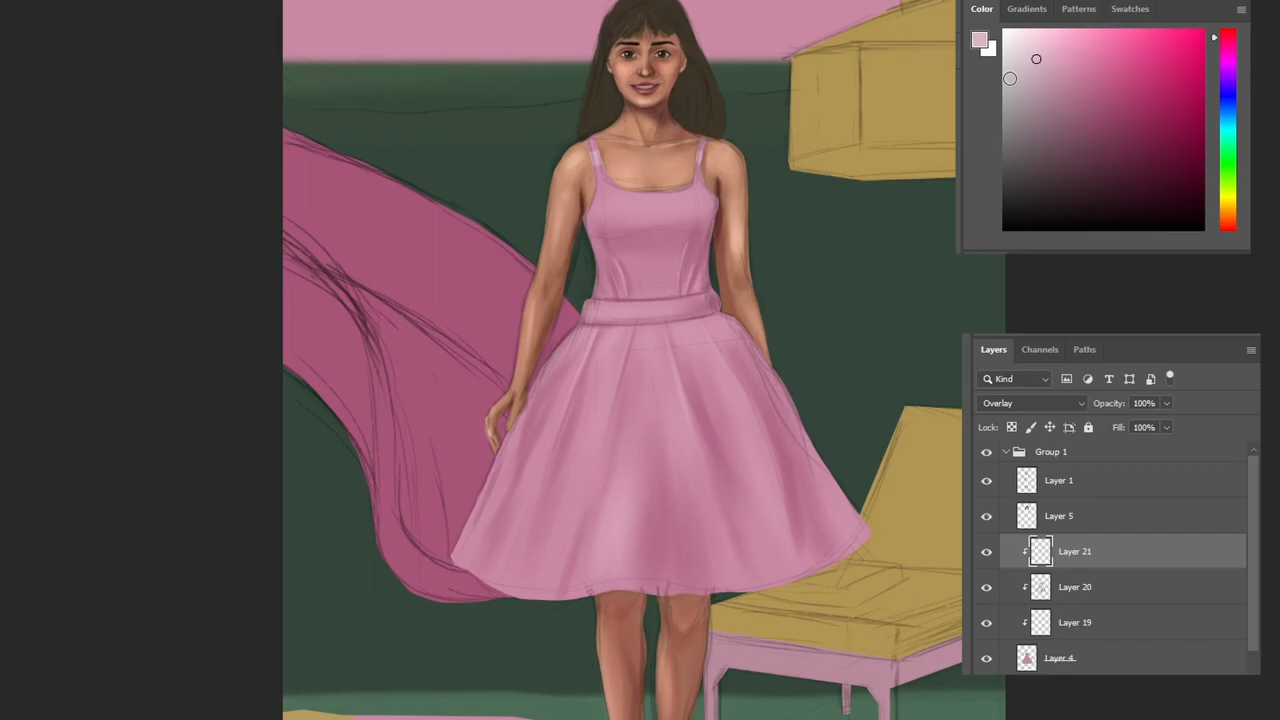 Color Gradients Patterns Swatches
Layers Channels Paths
Kind
Overlay Opacity: 100%
Lock: Fill: 100%
Group 1
Layer 1
Layer 5
Layer 21
Layer 20
Layer 19
Layer 4